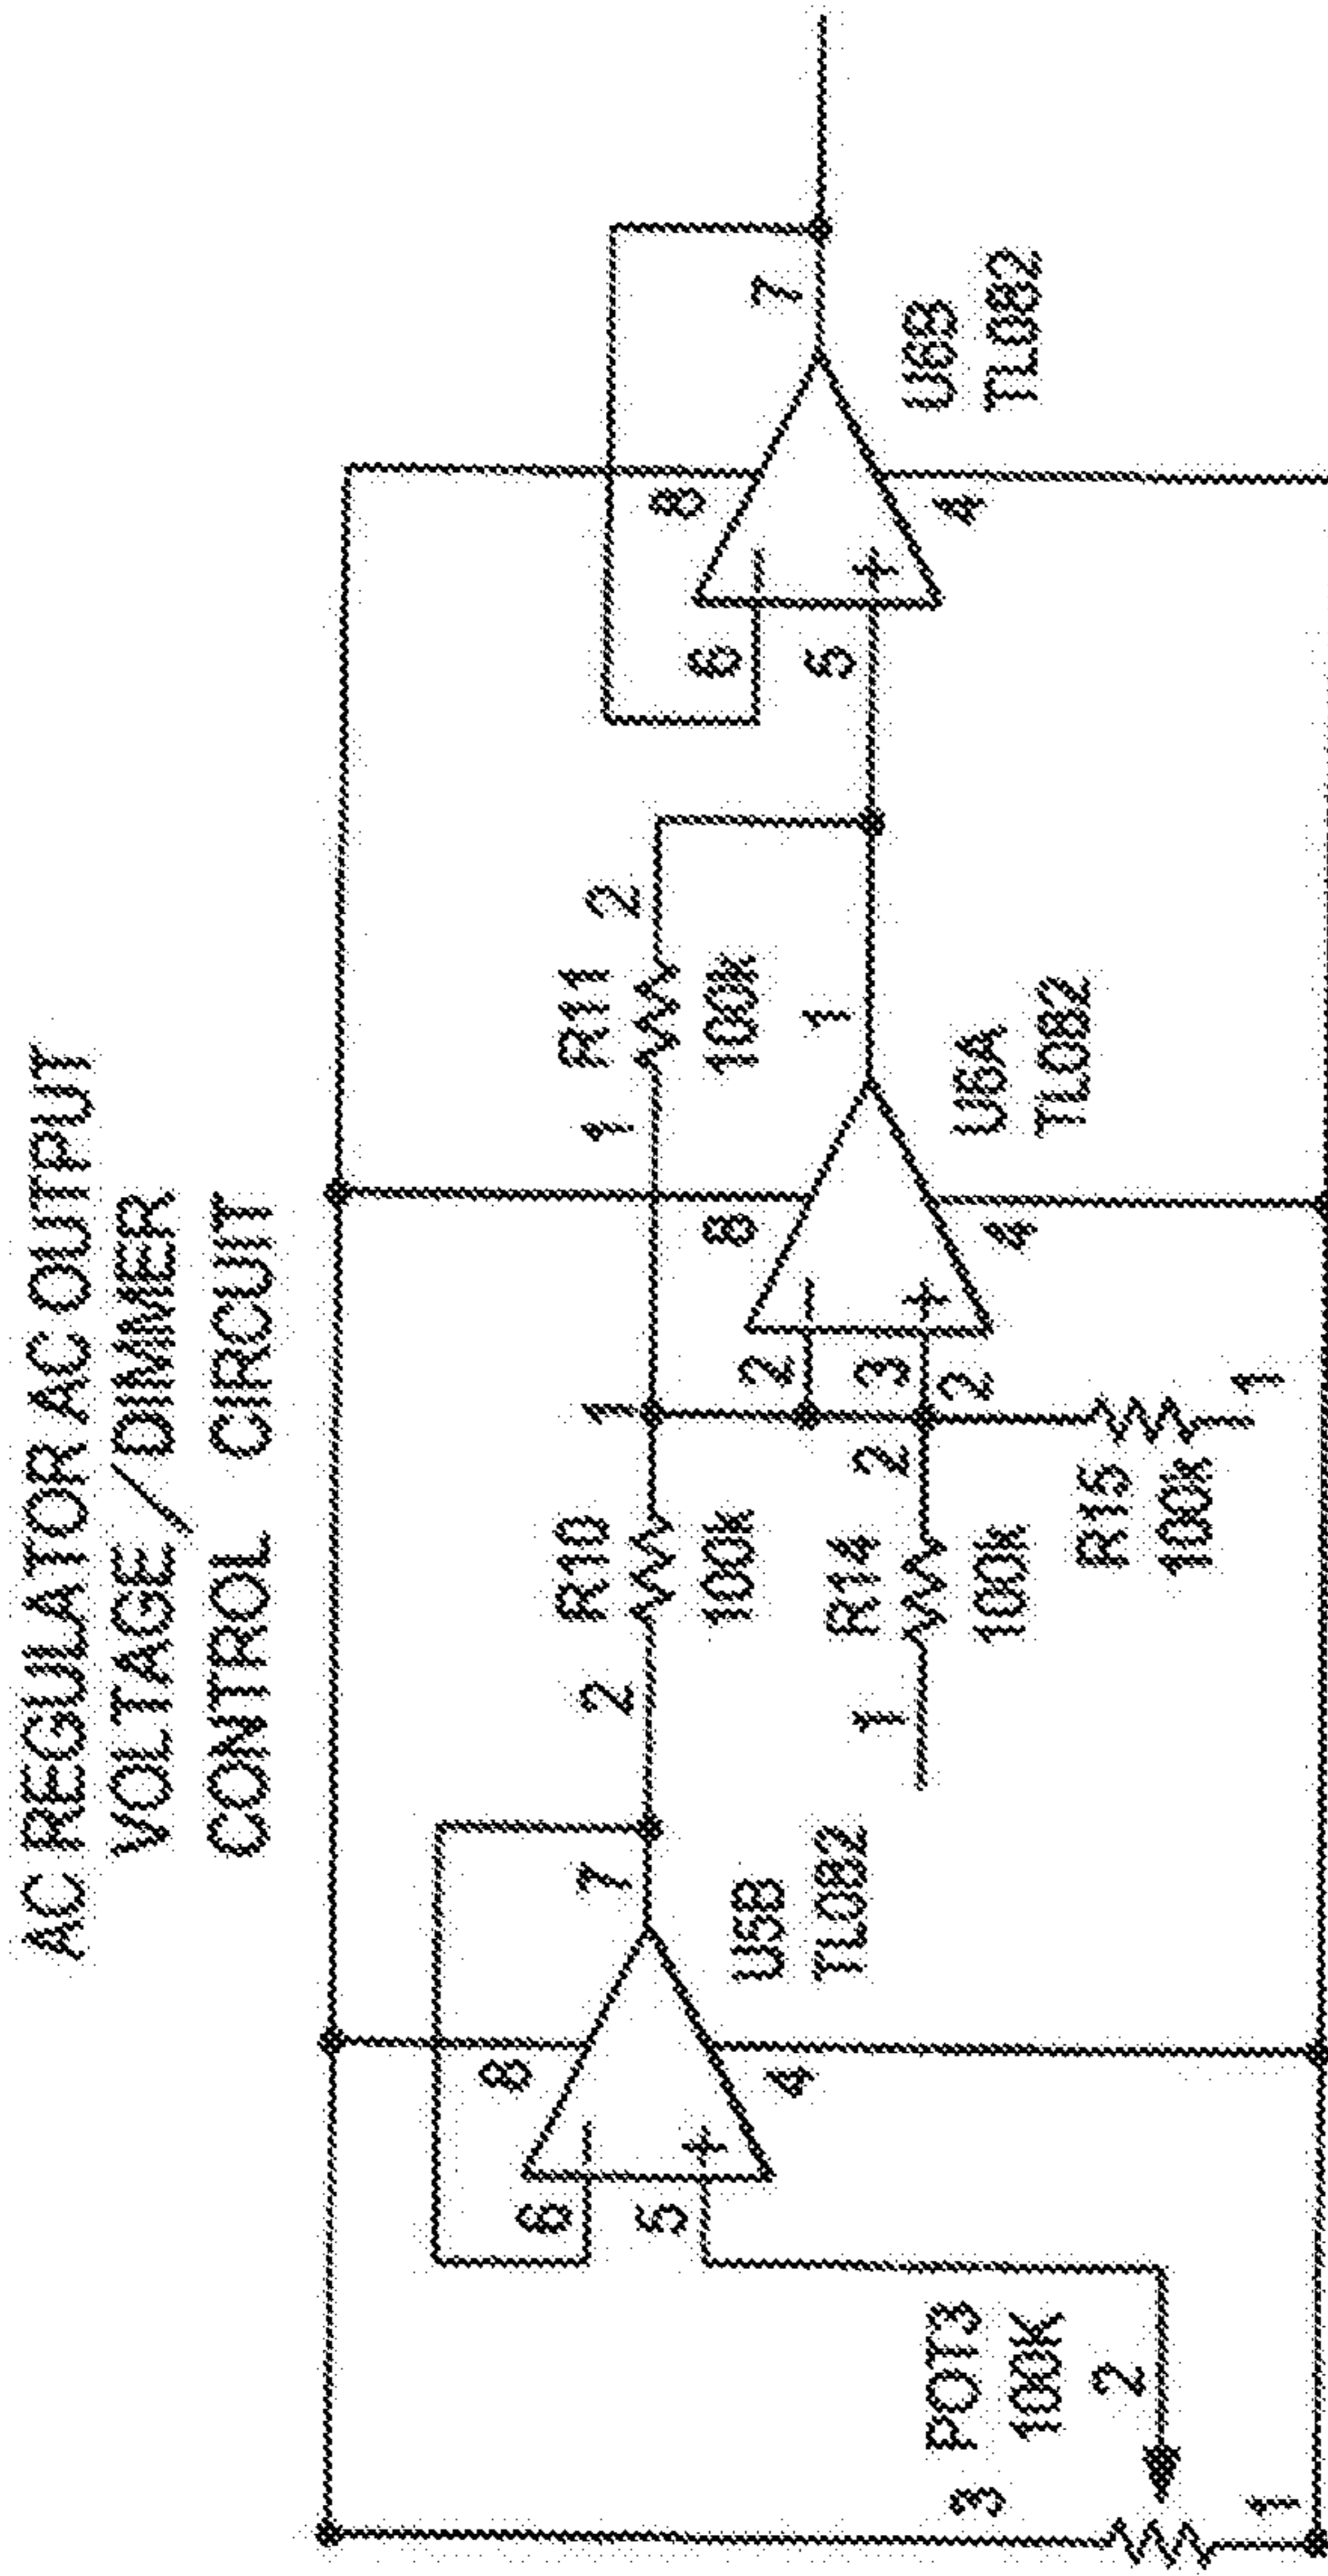 AC REGULATOR AC OUTPUT
VOLTAGE/DIMMER
CONTROL CIRCUIT
3
POT3
100K
2
1
6
5
8
4
7
U5B
TL082
2
R10
100k
1
1
R14
100k
2
2
3
2
R15
100k
1
8
4
1
U6A
TL082
1
R11
100k
2
6
5
8
4
7
U6B
TL082